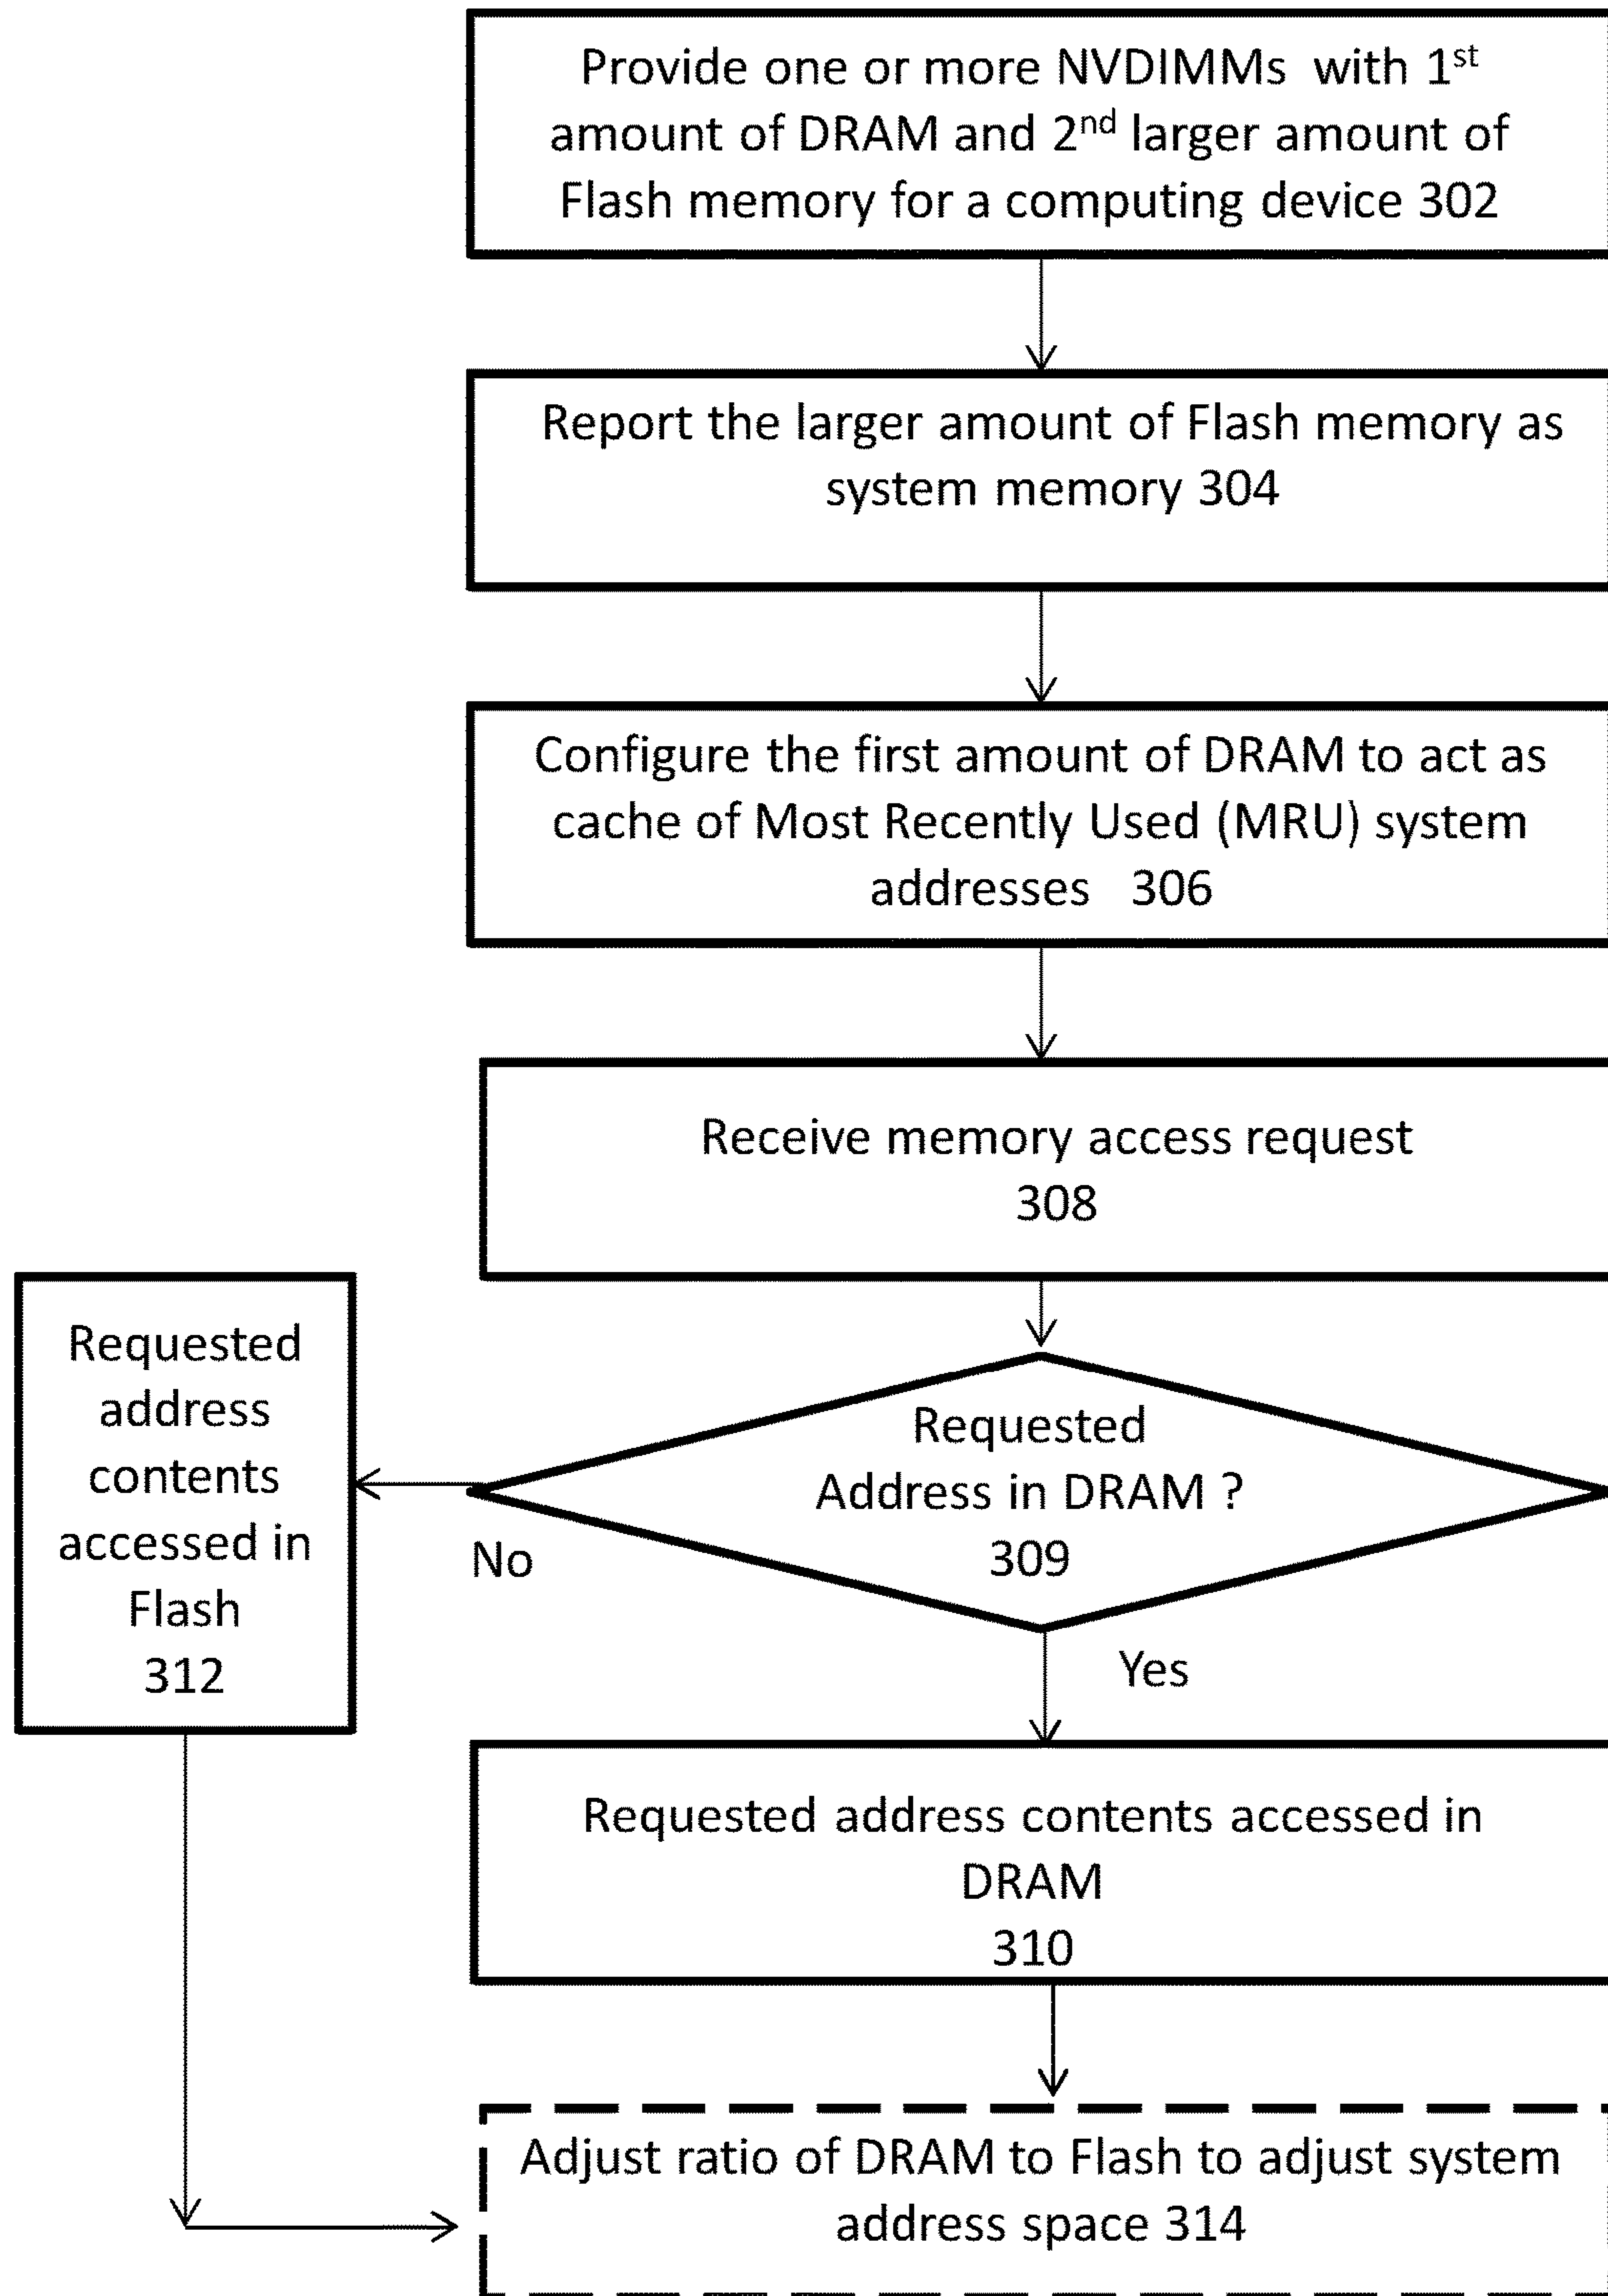 Provide one or more NVDIMMs with 1st
amount of DRAM and 2nd larger amount of
Flash memory for a computing device 302
Report the larger amount of Flash memory as
system memory 304
Configure the first amount of DRAM to act as
cache of Most Recently Used (MRU) system
addresses 306
Receive memory access request
308
Requested
Address in DRAM ?
309
No
Yes
Requested
address
contents
accessed in
Flash
312
Requested address contents accessed in
DRAM
310
Adjust ratio of DRAM to Flash to adjust system
address space 314